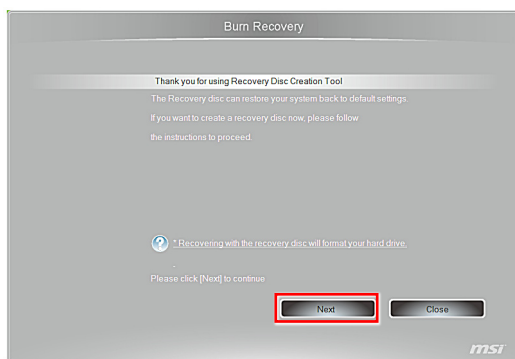 Burn Recovery
Thank you for using Recovery Disc Creation Tool
The Recovery disc can restore your system back to default settings.
If you want to create a recovery disc now, please follow
the instructions to proceed.
* Recovering with the recovery disc will format your hard drive.
.
Please click [Next] to continue
Next Close
msi